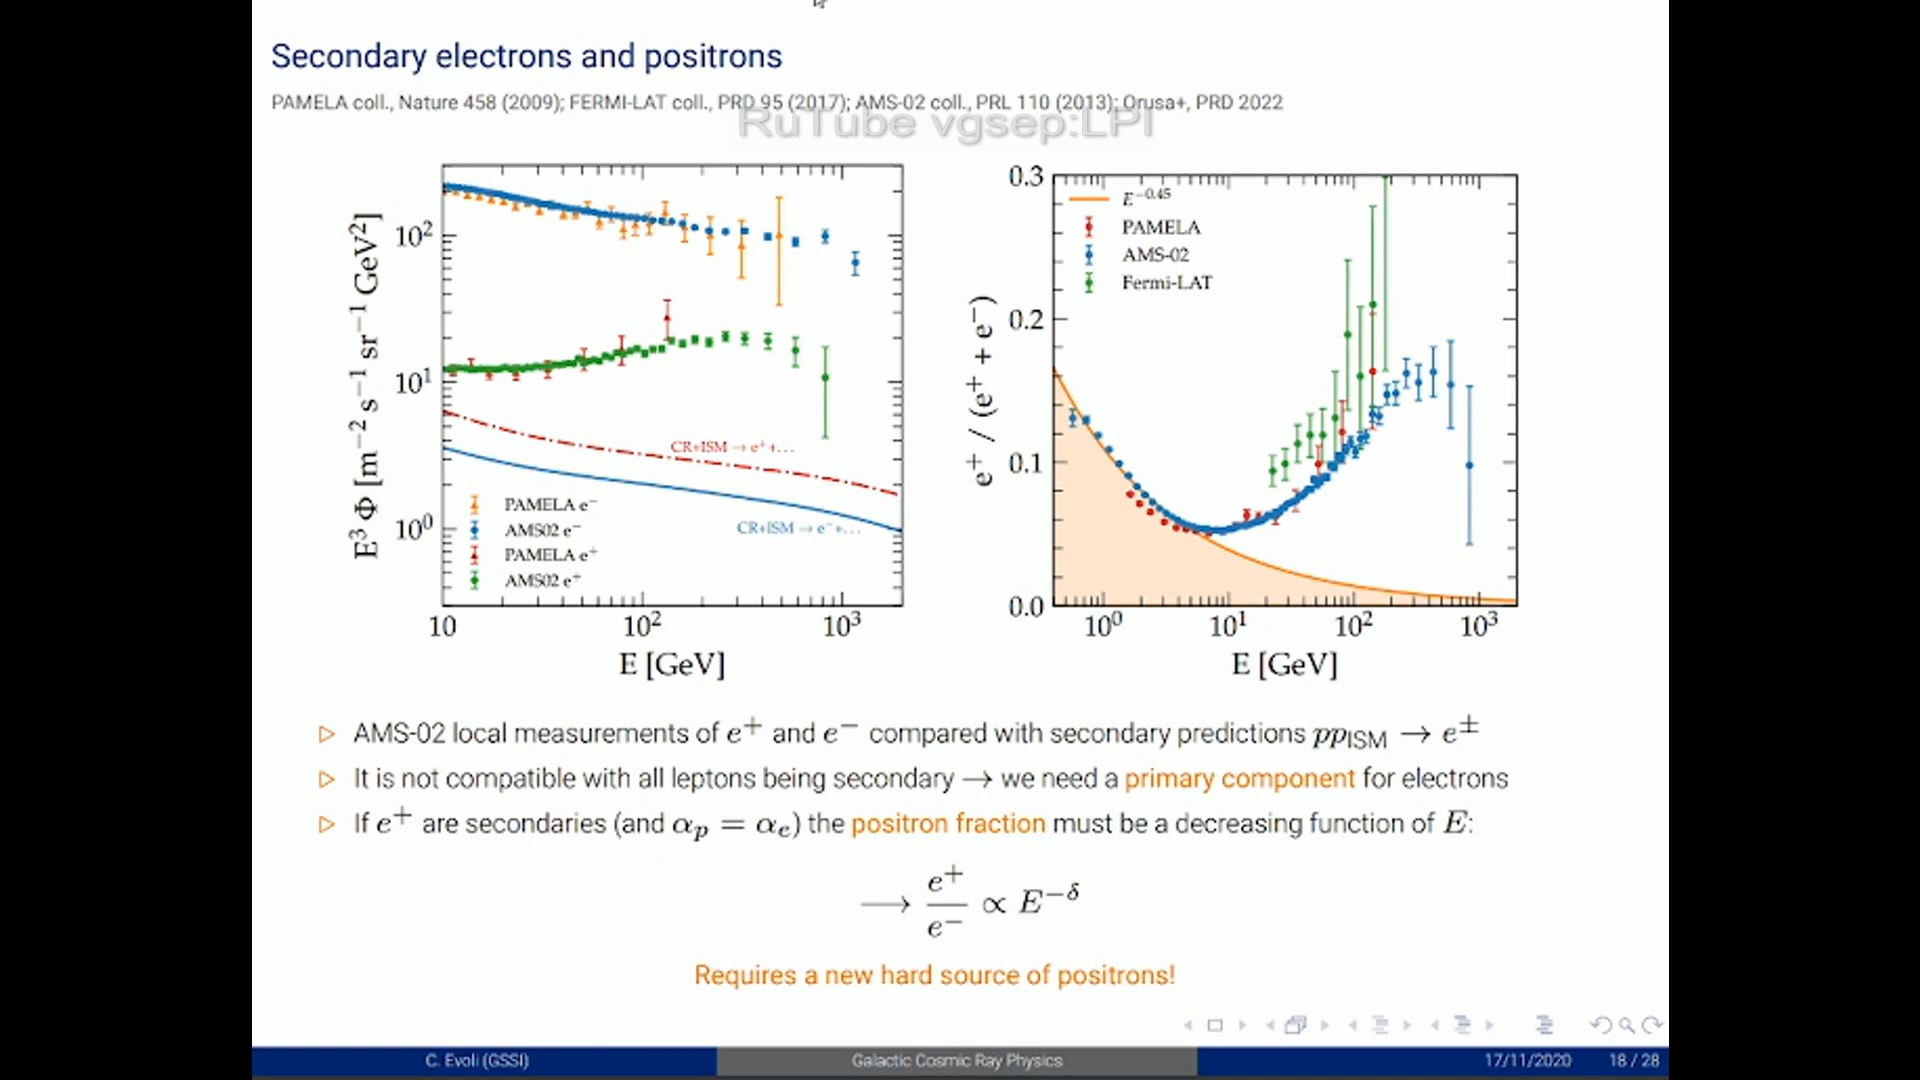 Secondary electrons and positrons
PAMELA coll., Nature 458 (2009); FERMI-LAT coll., PRD 95 (2017); AMS-02 coll., PRL 110 (2013); Orusa+, PRD 2022
RuTube vgsep:LPI
E³ Φ [m⁻² s⁻¹ sr⁻¹ GeV²]
10²
10¹
10⁰
CR+ISM → e⁺+...
CR+ISM → e⁻+...
PAMELA e⁻
AMS02 e⁻
PAMELA e⁺
AMS02 e⁺
10 10² 10³
E [GeV]
e⁺ / (e⁺ + e⁻)
0.3
0.2
0.1
0.0
E⁻⁰·⁴⁵
PAMELA
AMS-02
Fermi-LAT
10⁰ 10¹ 10² 10³
E [GeV]
▷ AMS-02 local measurements of e⁺ and e⁻ compared with secondary predictions pp_ISM → e^±
▷ It is not compatible with all leptons being secondary → we need a primary component for electrons
▷ If e⁺ are secondaries (and α_p = α_e) the positron fraction must be a decreasing function of E:
⟶ e⁺/e⁻ ∝ E^−δ
Requires a new hard source of positrons!
C. Evoli (GSSI) Galactic Cosmic Ray Physics 17/11/2020 18 / 28